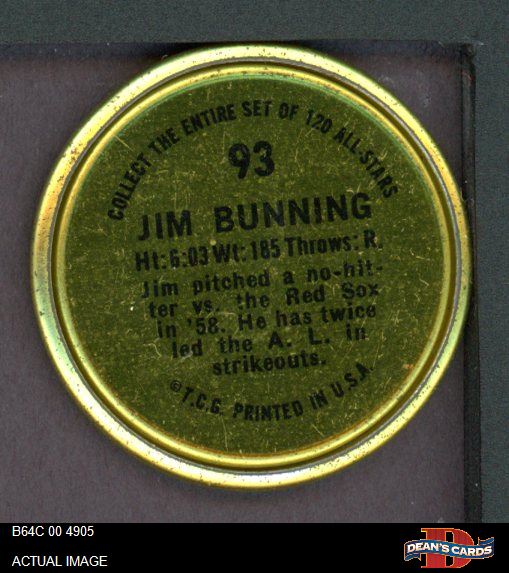 COLLECT THE ENTIRE SET OF 120 ALL-STARS
93
JIM BUNNING
Ht: 6:03 Wt: 185 Throws: R.
Jim pitched a no-hit-
ter vs. the Red Sox
in '58. He has twice
led the A. L. in
strikeouts.
©T.C.G. PRINTED IN U.S.A.
B64C 00 4905
ACTUAL IMAGE
D
DEAN'S CARDS